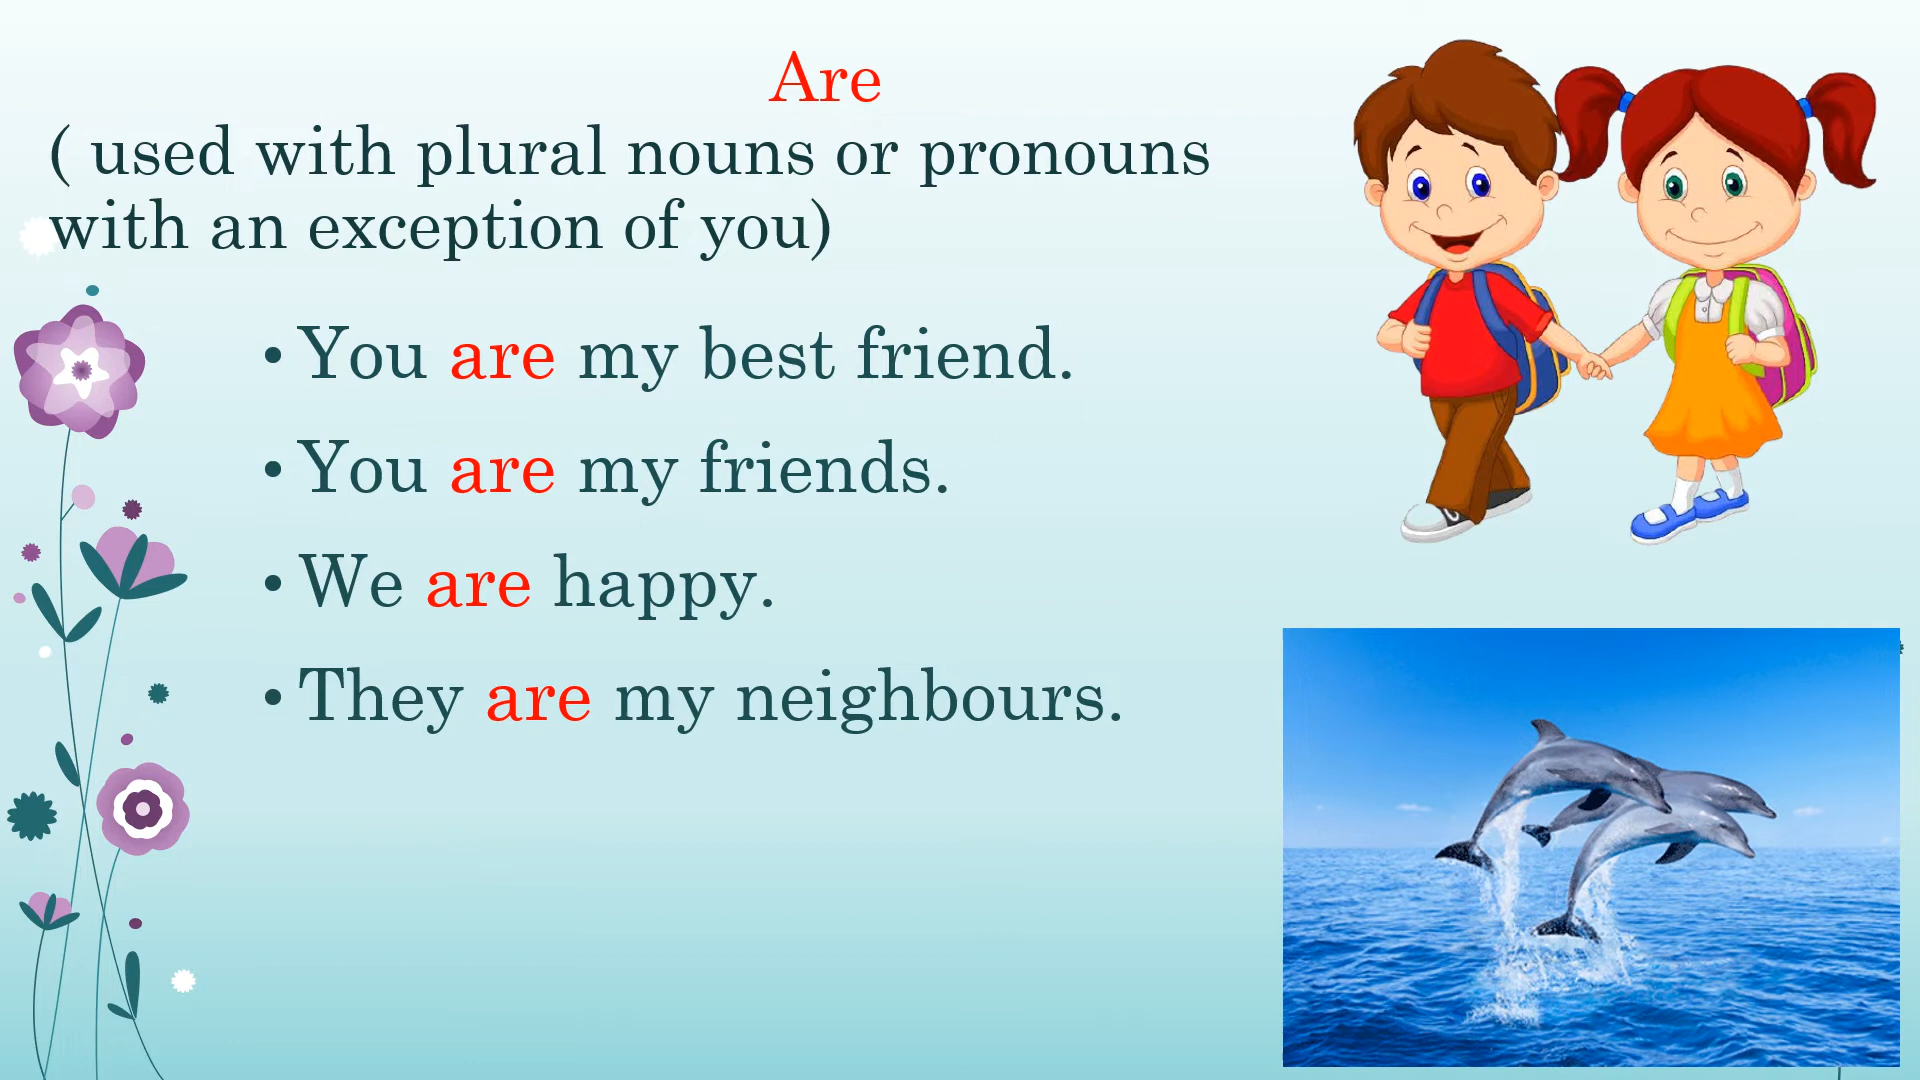 Are
( used with plural nouns or pronouns
with an exception of you)
• You are my best friend.
• You are my friends.
• We are happy.
• They are my neighbours.